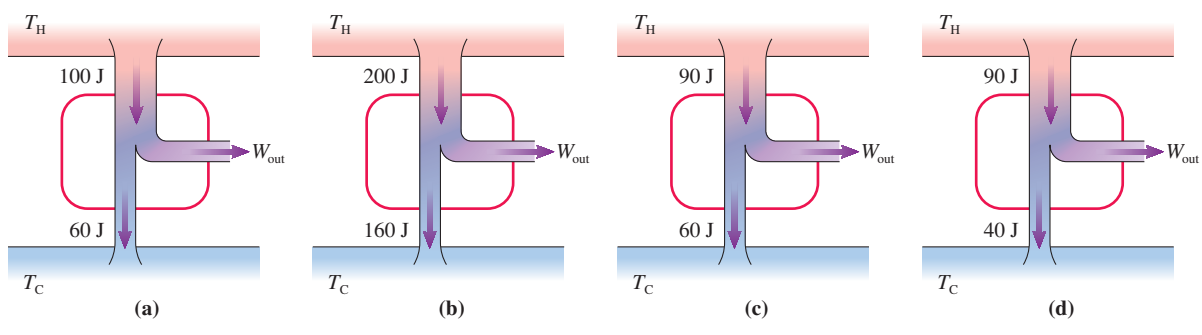 T_H
100 J
W_out
60 J
T_C
(a)
T_H
200 J
W_out
160 J
T_C
(b)
T_H
90 J
W_out
60 J
T_C
(c)
T_H
90 J
W_out
40 J
T_C
(d)